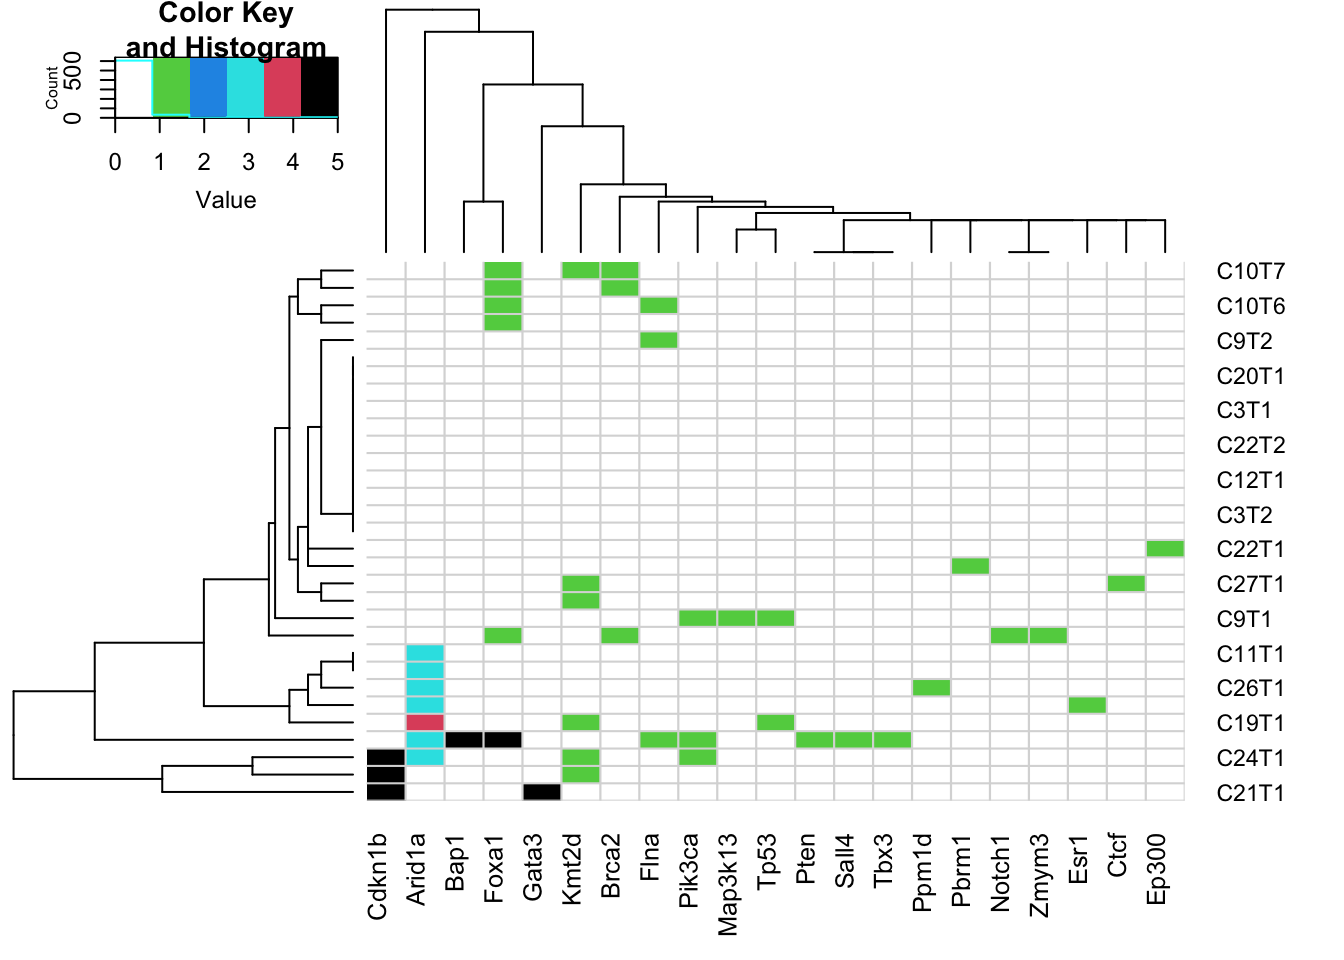 Color Key
and Histogram
Count
0 500
0 1 2 3 4 5
Value
C10T7
C10T6
C9T2
C20T1
C3T1
C22T2
C12T1
C3T2
C22T1
C27T1
C9T1
C11T1
C26T1
C19T1
C24T1
C21T1
Cdkn1b
Arid1a
Bap1
Foxa1
Gata3
Kmt2d
Brca2
Flna
Pik3ca
Map3k13
Tp53
Pten
Sall4
Tbx3
Ppm1d
Pbrm1
Notch1
Zmym3
Esr1
Ctcf
Ep300